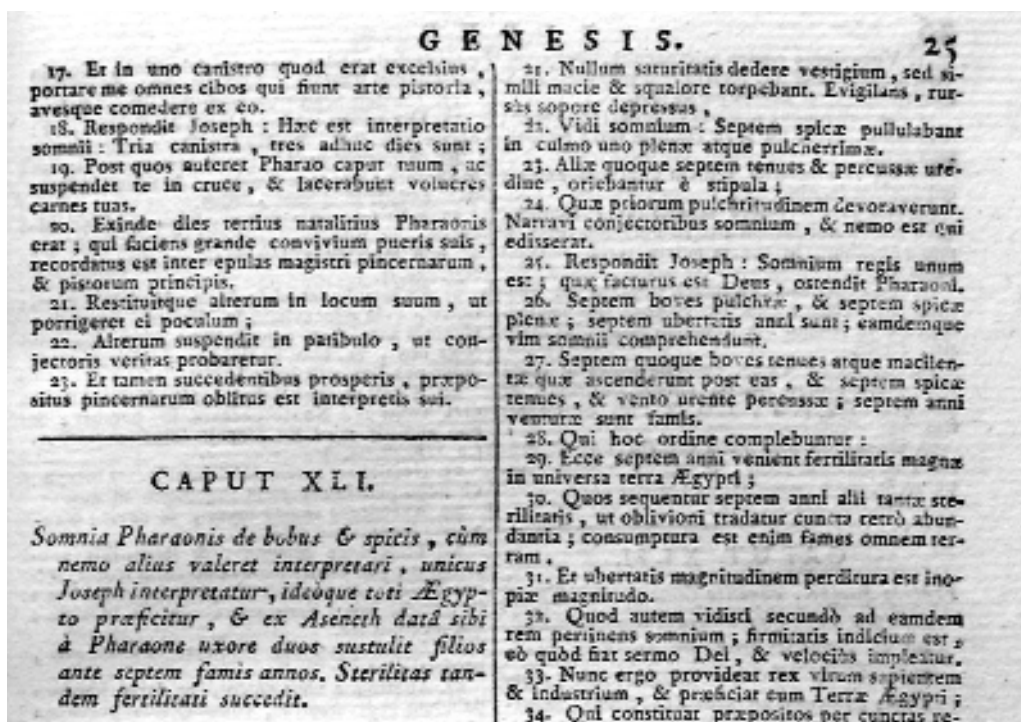 GENESIS. 25
17. Et in uno canistro quod erat excelsius ,
portare me omnes cibos qui fiunt arte pistoria ,
avesque comedere ex eo.
18. Respondit Joseph : Hæc est interpretatio
somnii : Tria canistra , tres adhuc dies sunt ;
19. Post quos auferet Pharao caput tuum , ac
suspendet te in cruce , & lacerabunt volucres
carnes tuas.
20. Exinde dies tertius natalitius Pharaonis
erat ; qui faciens grande convivium pueris suis ,
recordatus est inter epulas magistri pincernarum ,
& pistorum principis.
21. Restituitque alterum in locum suum , ut
porrigeret ei poculum ;
22. Alterum suspendit in patibulo , ut con-
jectoris veritas probaretur.
23. Et tamen succedentibus prosperis , præpo-
situs pincernarum oblitus est interpretis sui.
CAPUT XLI.
Somnia Pharaonis de bobus & spicis , cùm
nemo alius valeret interpretari , unicus
Joseph interpretatur , ideòque toti Ægyp-
to præficitur , & ex Aseneth datâ sibi
à Pharaone uxore duos sustulit filios
ante septem famis annos. Sterilitas tan-
dem fertilitati succedit.
21. Nullum saturitatis dedere vestigium , sed si-
mili macie & squalore torpebant. Evigilans , rur-
sùs sopore depressus ,
22. Vidi somnium : Septem spicæ pullulabant
in culmo uno plenæ atque pulcherrimæ.
23. Aliæ quoque septem tenues & percussæ ure-
dine , oriebantur è stipula ;
24. Quæ priorum pulchritudinem devoraverunt.
Narravi conjectoribus somnium , & nemo est qui
edisserat.
25. Respondit Joseph : Somnium regis unum
est ; quæ facturus est Deus , ostendit Pharaoni.
26. Septem boves pulchræ , & septem spicæ
plenæ ; septem ubertatis anni sunt ; eamdemque
vim somnii comprehendunt.
27. Septem quoque boves tenues atque macilen-
tæ quæ ascenderunt post eas , & septem spicæ
tenues , & vento urente percussæ ; septem anni
venturæ sunt famis.
28. Qui hoc ordine complebuntur :
29. Ecce septem anni venient fertilitatis magnæ
in universa terra Ægypti ;
30. Quos sequentur septem anni alii tantæ ste-
rilitatis , ut oblivioni tradatur cuncta retrò abun-
dantia ; consumptura est enim fames omnem ter-
ram ,
31. Et ubertatis magnitudinem perditura est ino-
piæ magnitudo.
32. Quod autem vidisti secundò ad eamdem
rem pertinens somnium ; firmitatis indicium est ,
eò quòd fiat sermo Dei , & velociùs impleatur.
33. Nunc ergo provideat rex virum sapientem
& industrium , & præficiat eum Terræ Ægypti ;
34. Qui constituat præpositos per cunctas re-